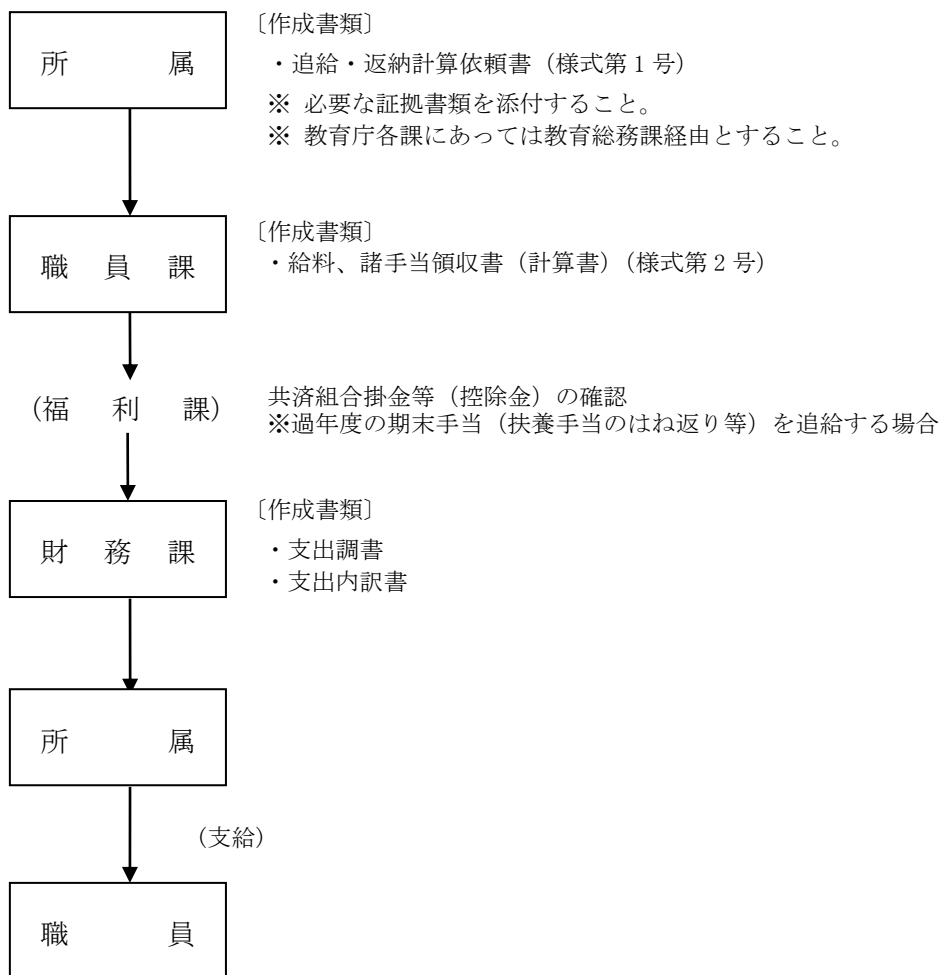 〔作成書類〕
所　　属
・追給・返納計算依頼書（様式第１号）
※ 必要な証拠書類を添付すること。
※ 教育庁各課にあっては教育総務課経由とすること。
〔作成書類〕
職　員　課
・給料、諸手当領収書（計算書）（様式第２号）
（福　利　課）
共済組合掛金等（控除金）の確認
※過年度の期末手当（扶養手当のはね返り等）を追給する場合
〔作成書類〕
財　務　課
・支出調書
・支出内訳書
所　　属
（支給）
職　　員